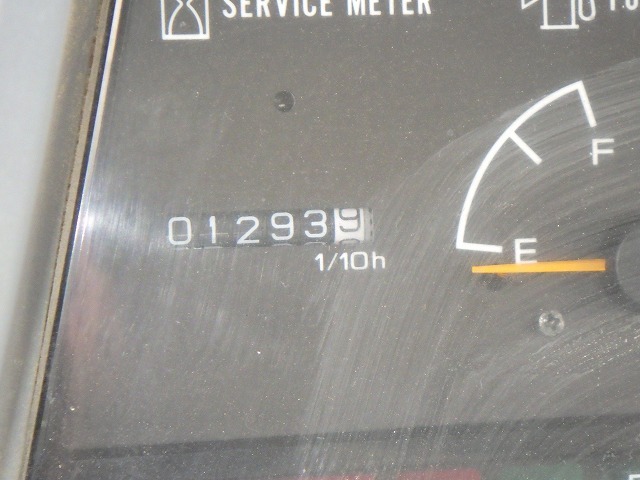 SERVICE METER
F
012939
E
1/10h